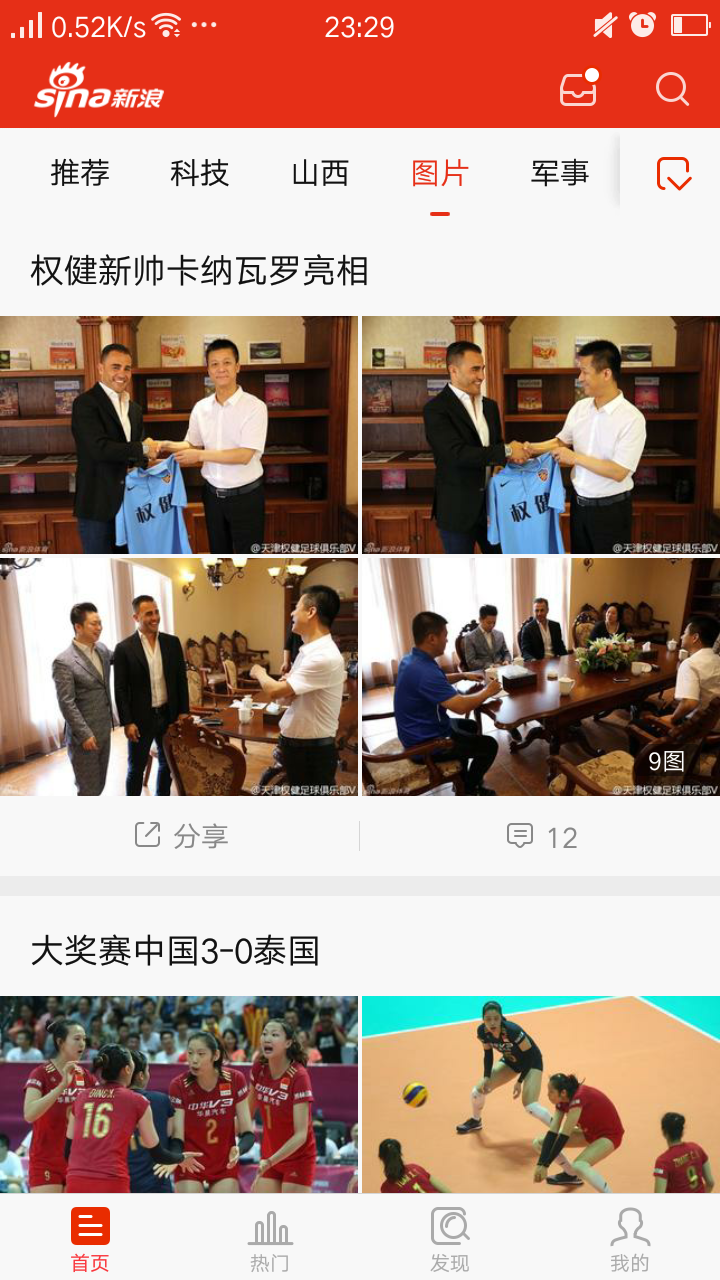 0.52K/s
23:29
sina新浪
推荐 科技 山西 图片 军事
权健新帅卡纳瓦罗亮相
权健
@天津权健足球俱乐部V
权健
@天津权健足球俱乐部V
@天津权健足球俱乐部V
9图
@天津权健足球俱乐部V
分享 12
大奖赛中国3-0泰国
16
2
9
1
9
首页 热门 发现 我的